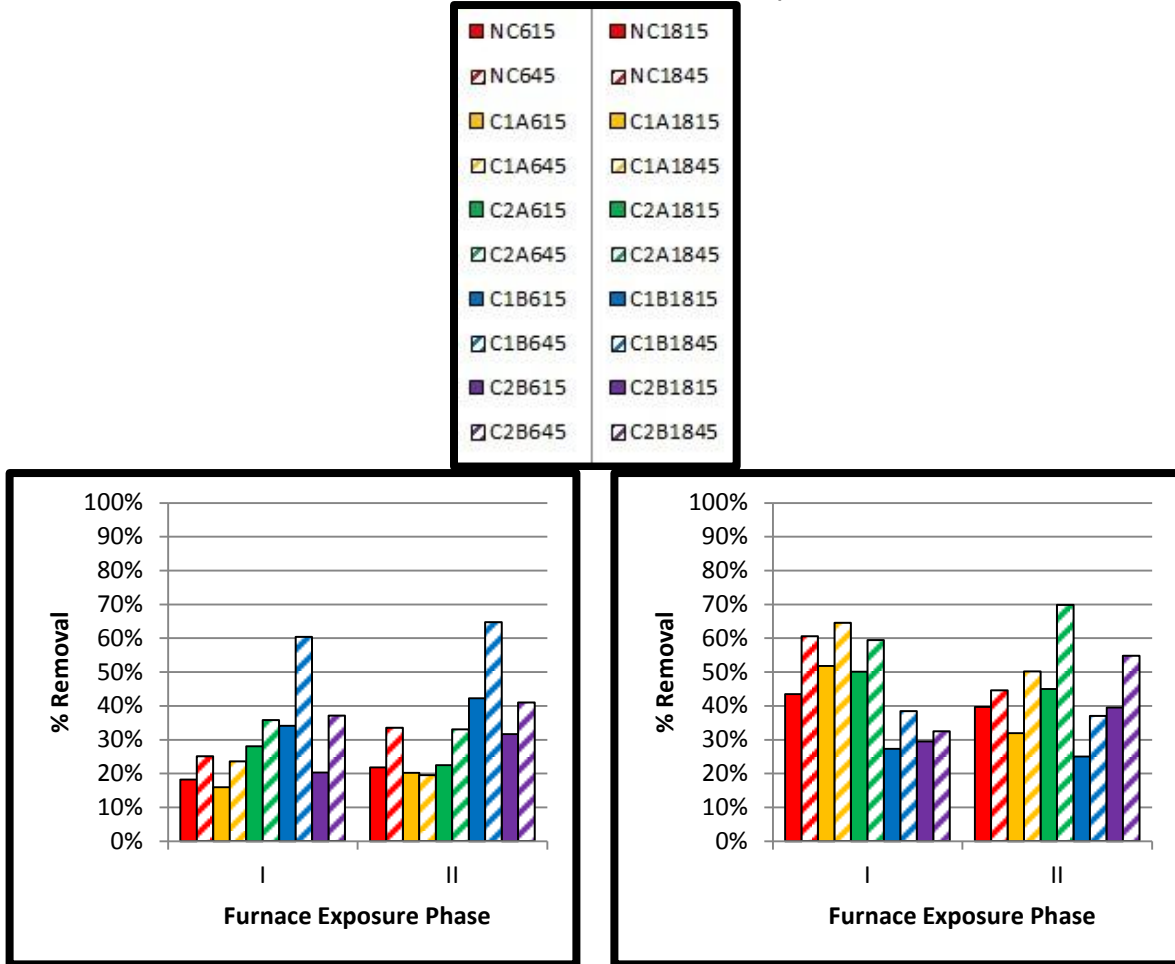 NC615 NC1815
NC645 NC1845
C1A615 C1A1815
C1A645 C1A1845
C2A615 C2A1815
C2A645 C2A1845
C1B615 C1B1815
C1B645 C1B1845
C2B615 C2B1815
C2B645 C2B1845
100%
90%
80%
70%
60%
50%
40%
30%
20%
10%
0%
% Removal
I II
Furnace Exposure Phase
100%
90%
80%
70%
60%
50%
40%
30%
20%
10%
0%
% Removal
I II
Furnace Exposure Phase